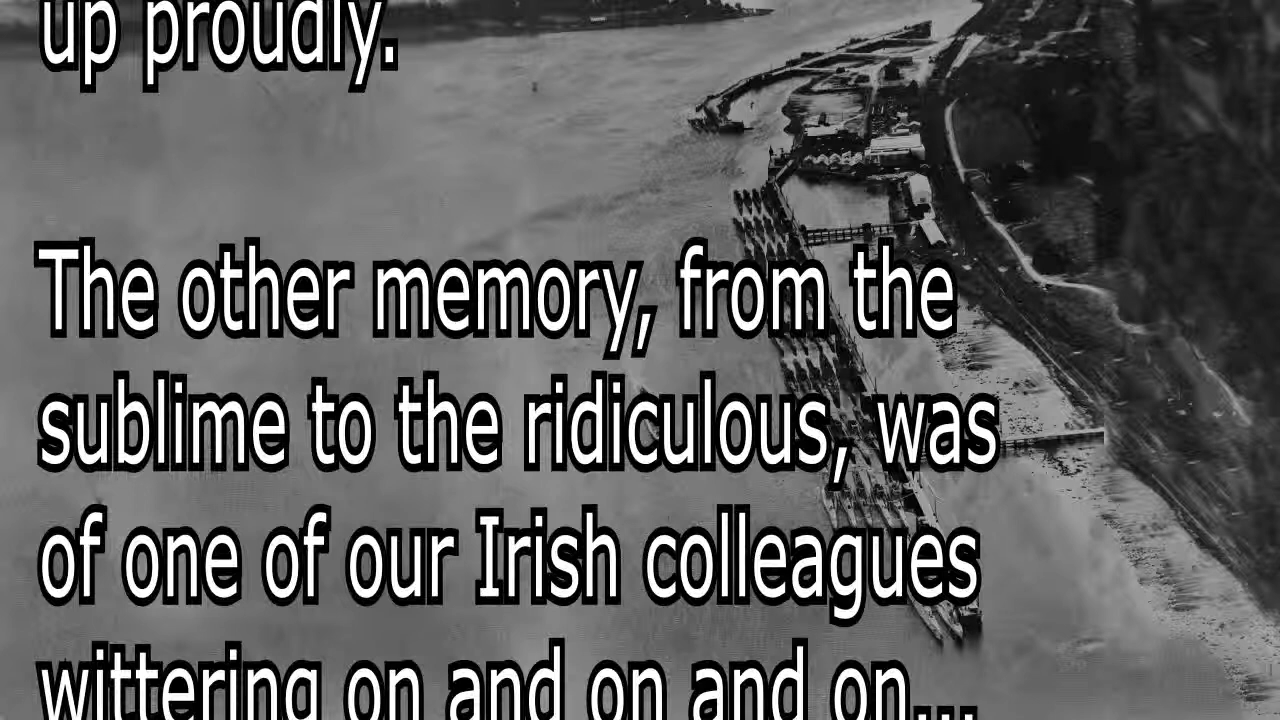 up proudly.
The other memory, from the
sublime to the ridiculous, was
of one of our Irish colleagues
wittering on and on and on...